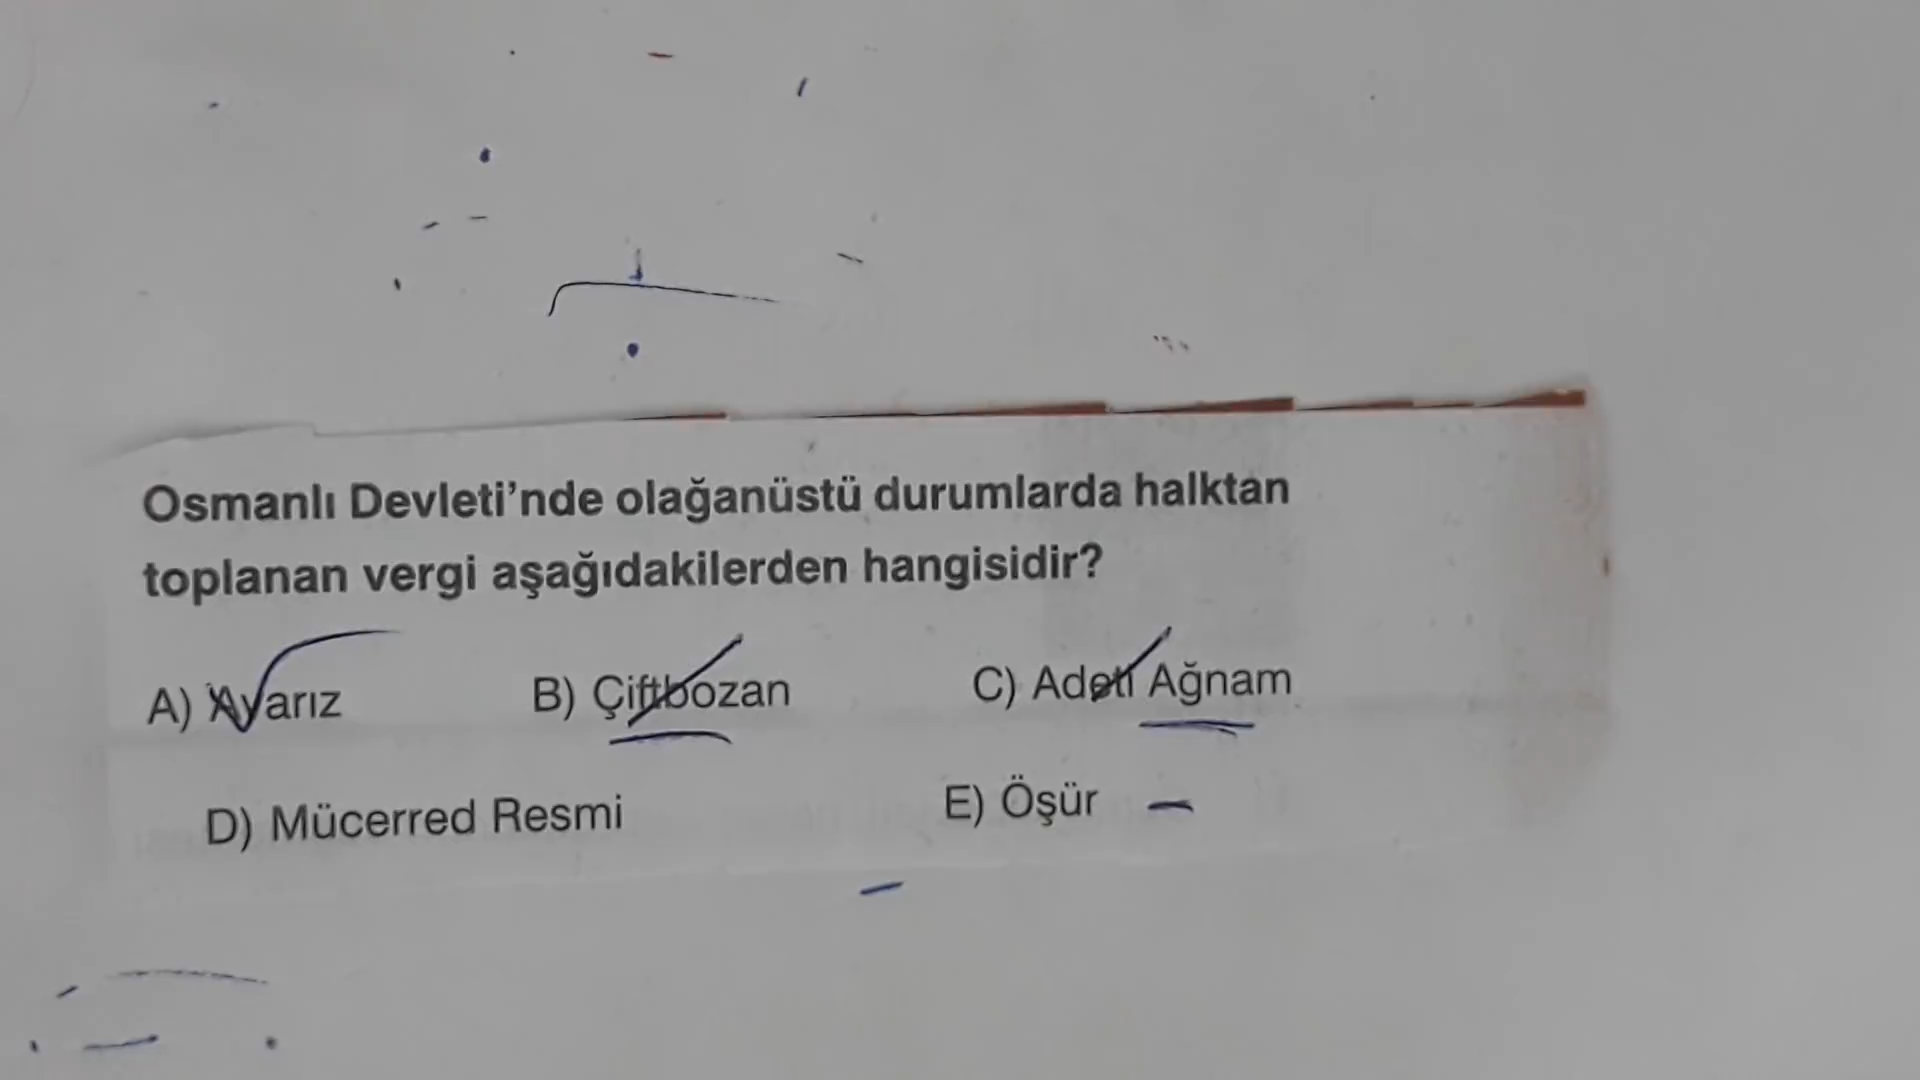 Osmanlı Devleti'nde olağanüstü durumlarda halktan
toplanan vergi aşağıdakilerden hangisidir?
A) Avarız B) Çiftbozan C) Adeti Ağnam
D) Mücerred Resmi E) Öşür